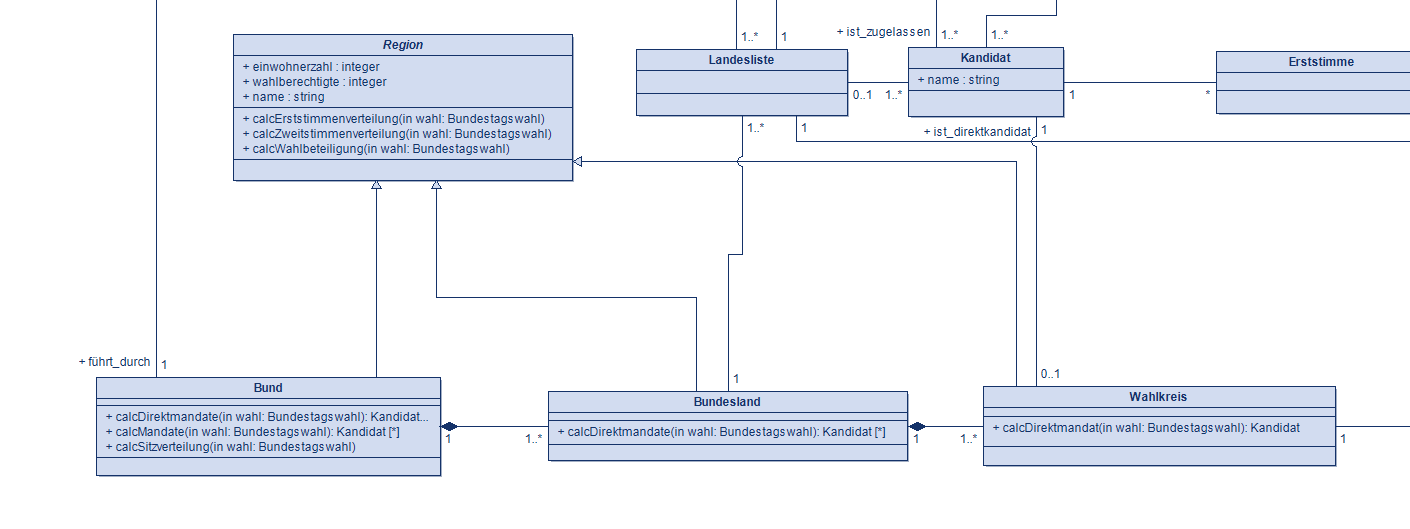 Region
+ einwohnerzahl : integer
+ wahlberechtigte : integer
+ name : string
+ calcErststimmenverteilung(in wahl: Bundestagswahl)
+ calcZweitstimmenverteilung(in wahl: Bundestagswahl)
+ calcWahlbeteiligung(in wahl: Bundestagswahl)
1..*
1
Landesliste
0..1
1..*
1..*
1
+ ist_zugelassen
1..*
1..*
Kandidat
+ name : string
1
*
Erststimme
+ ist_direktkandidat
1
0..1
+ führt_durch
1
Bund
+ calcDirektmandate(in wahl: Bundestagswahl): Kandidat...
+ calcMandate(in wahl: Bundestagswahl): Kandidat [*]
+ calcSitzverteilung(in wahl: Bundestagswahl)
1
1..*
1
Bundesland
+ calcDirektmandate(in wahl: Bundestagswahl): Kandidat [*]
1
1..*
Wahlkreis
+ calcDirektmandat(in wahl: Bundestagswahl): Kandidat
1